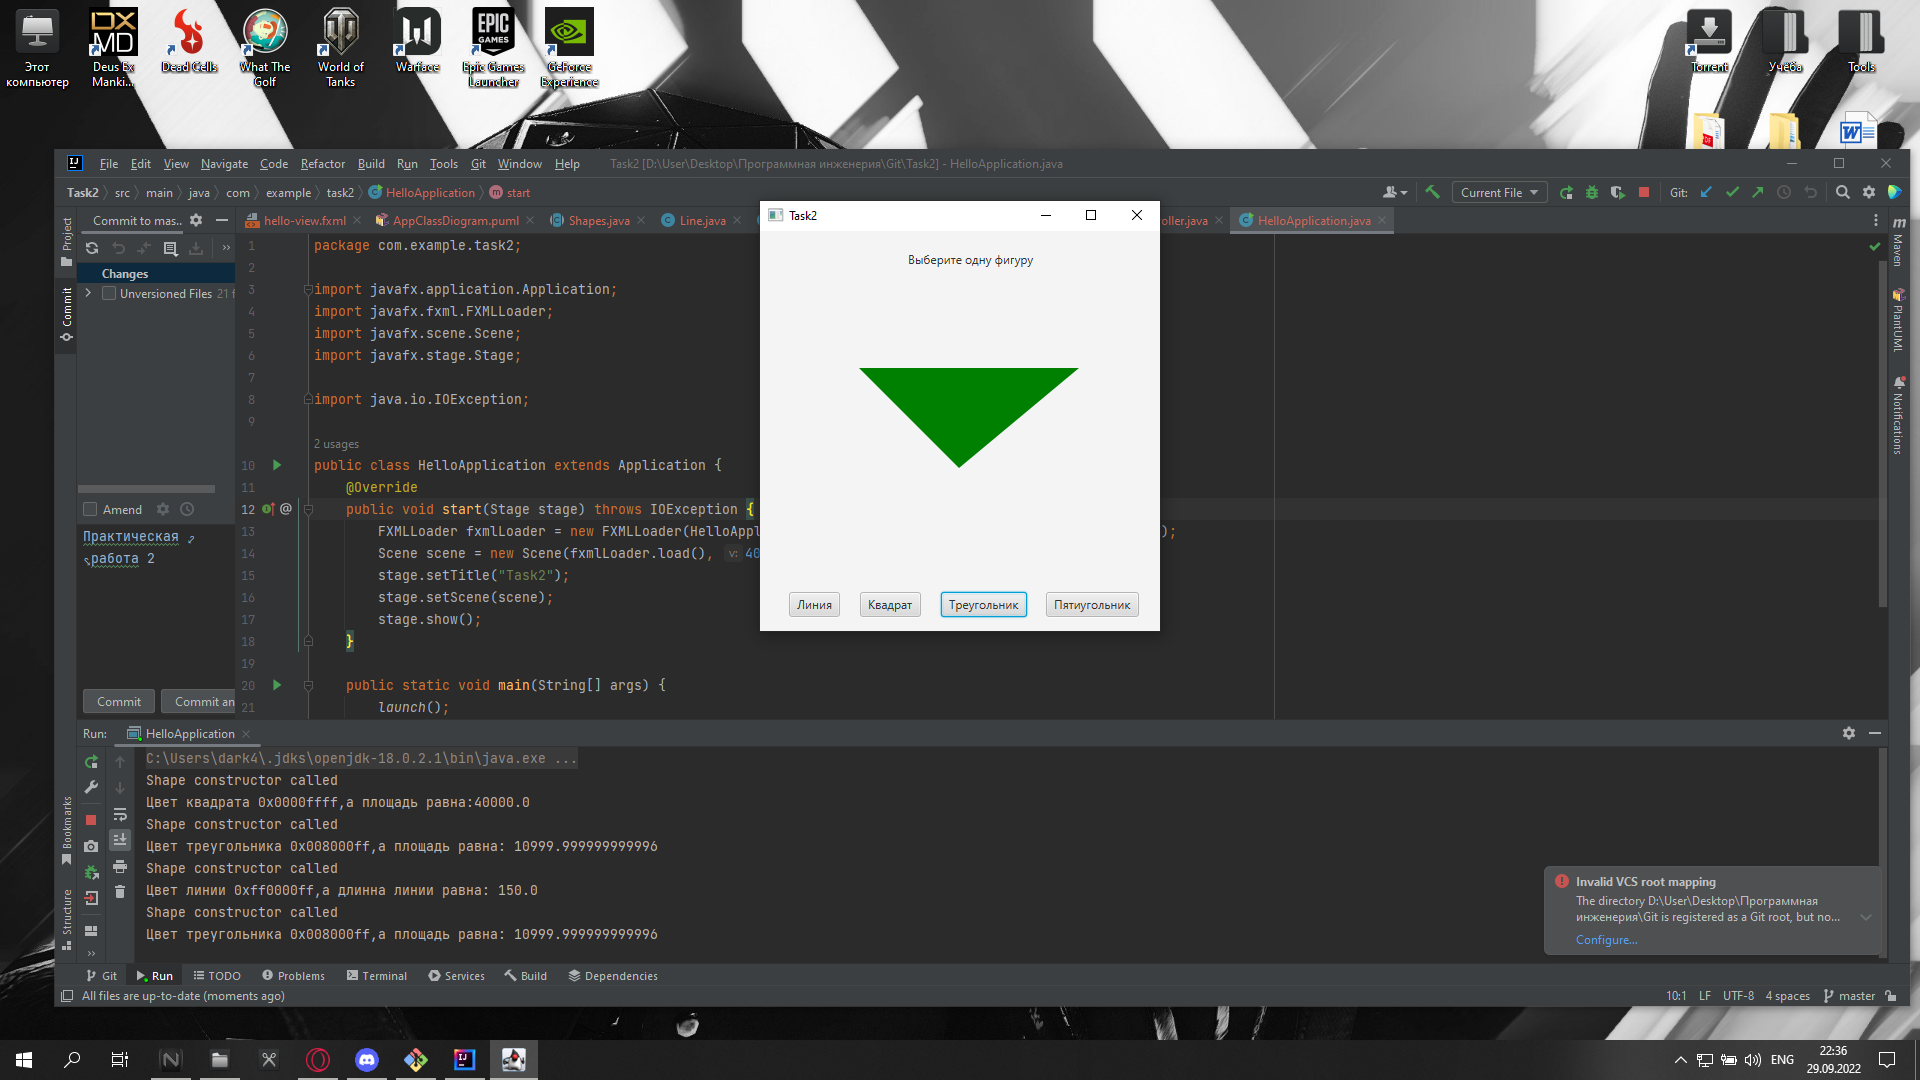 Этот
компьютер
Deus Ex
Manki...
Dead Cells
What The
Golf
World of
Tanks
Warface
Epic Games
Launcher
GeForce
Experience
Torrent
Учёба
Tools
File Edit View Navigate Code Refactor Build Run Tools Git Window Help
Task2 [D:\User\Desktop\Программная инженерия\Git\Task2] - HelloApplication.java
Task2 src main java com example task2 HelloApplication start
Current File
Git:
Commit to mas..
hello-view.fxml
AppClassDiogram.puml
Shapes.java
Line.java
oller.java
HelloApplication.java
Project
Commit
Bookmarks
Structure
Maven
PlantUML
Notifications
Changes
Unversioned Files 21 f
Amend
Практическая
работа 2
Commit
Commit an
1 package com.example.task2;
2
3 import javafx.application.Application;
4 import javafx.fxml.FXMLLoader;
5 import javafx.scene.Scene;
6 import javafx.stage.Stage;
7
8 import java.io.IOException;
9
2 usages
10 public class HelloApplication extends Application {
11 @Override
12 public void start(Stage stage) throws IOException {
13 FXMLLoader fxmlLoader = new FXMLLoader(HelloAppl );
14 Scene scene = new Scene(fxmlLoader.load(), v: 40
15 stage.setTitle("Task2");
16 stage.setScene(scene);
17 stage.show();
18 }
19
20 public static void main(String[] args) {
21 launch();
Task2
Выберите одну фигуру
Линия
Квадрат
Треугольник
Пятиугольник
Run: HelloApplication
C:\Users\dark4\.jdks\openjdk-18.0.2.1\bin\java.exe ...
Shape constructor called
Цвет квадрата 0x0000ffff,а площадь равна:40000.0
Shape constructor called
Цвет треугольника 0x008000ff,а площадь равна: 10999.999999999996
Shape constructor called
Цвет линии 0xff0000ff,а длинна линии равна: 150.0
Shape constructor called
Цвет треугольника 0x008000ff,а площадь равна: 10999.999999999996
Invalid VCS root mapping
The directory D:\User\Desktop\Программная
инженерия\Git is registered as a Git root, but no...
Configure...
Git Run TODO Problems Terminal Services Build Dependencies
All files are up-to-date (moments ago)
10:1 LF UTF-8 4 spaces master
ENG
22:36
29.09.2022